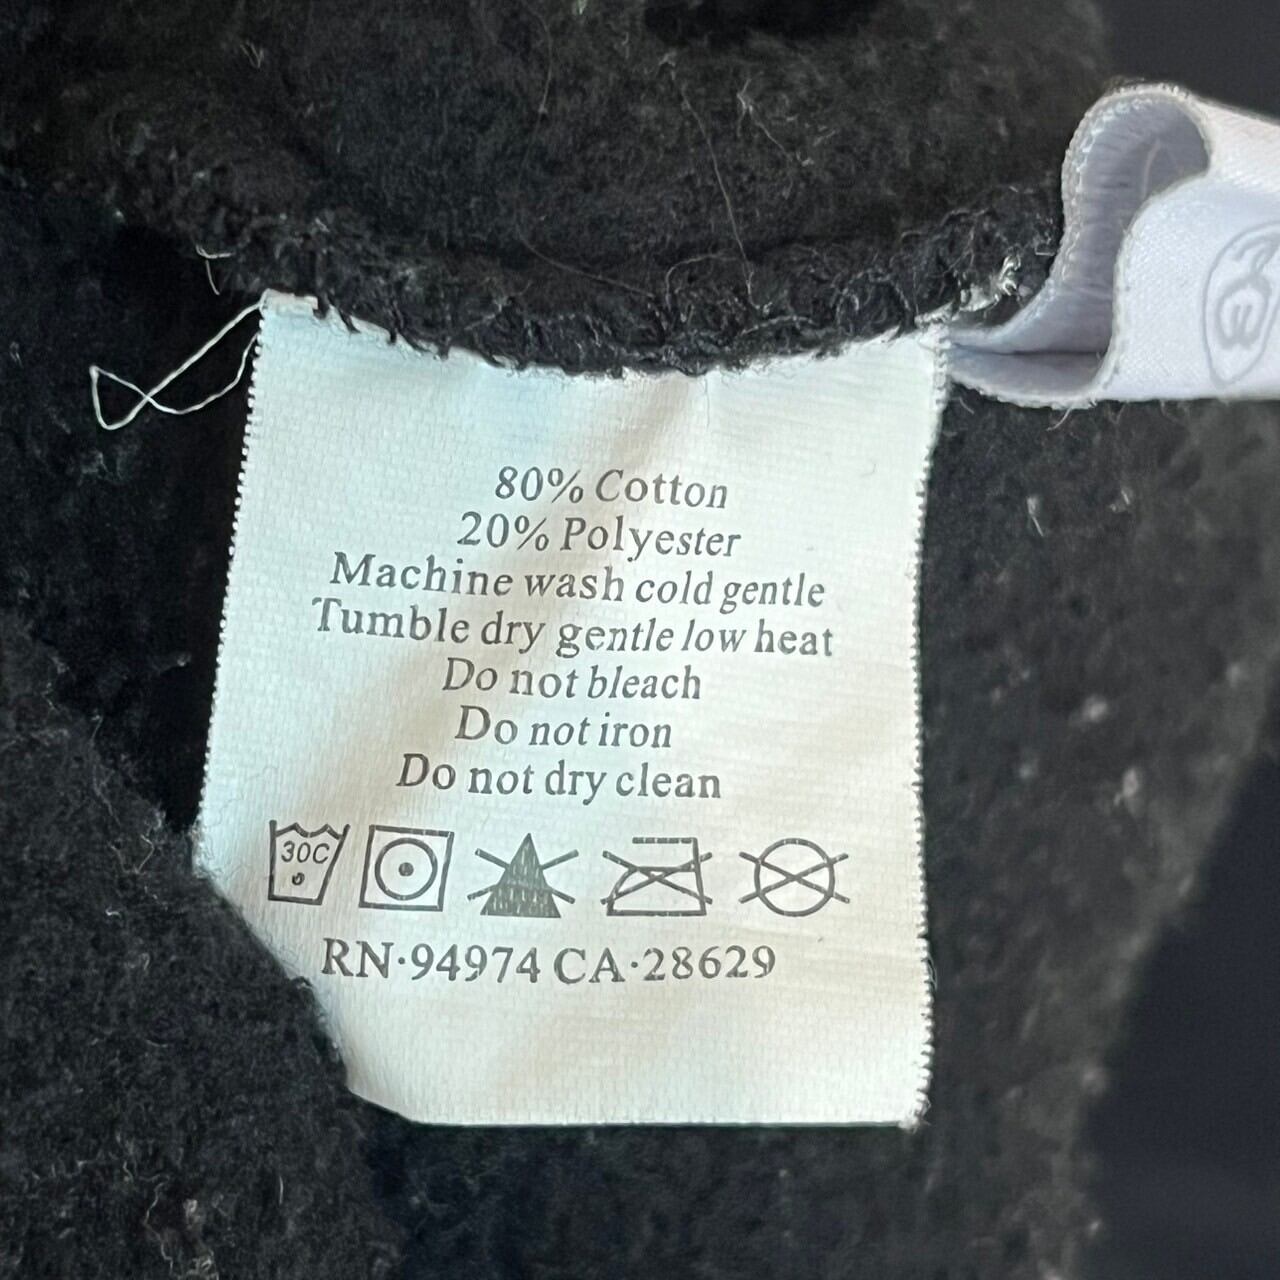 80% Cotton
20% Polyester
Machine wash cold gentle
Tumble dry gentle low heat
Do not bleach
Do not iron
Do not dry clean
30C
RN·94974 CA·28629